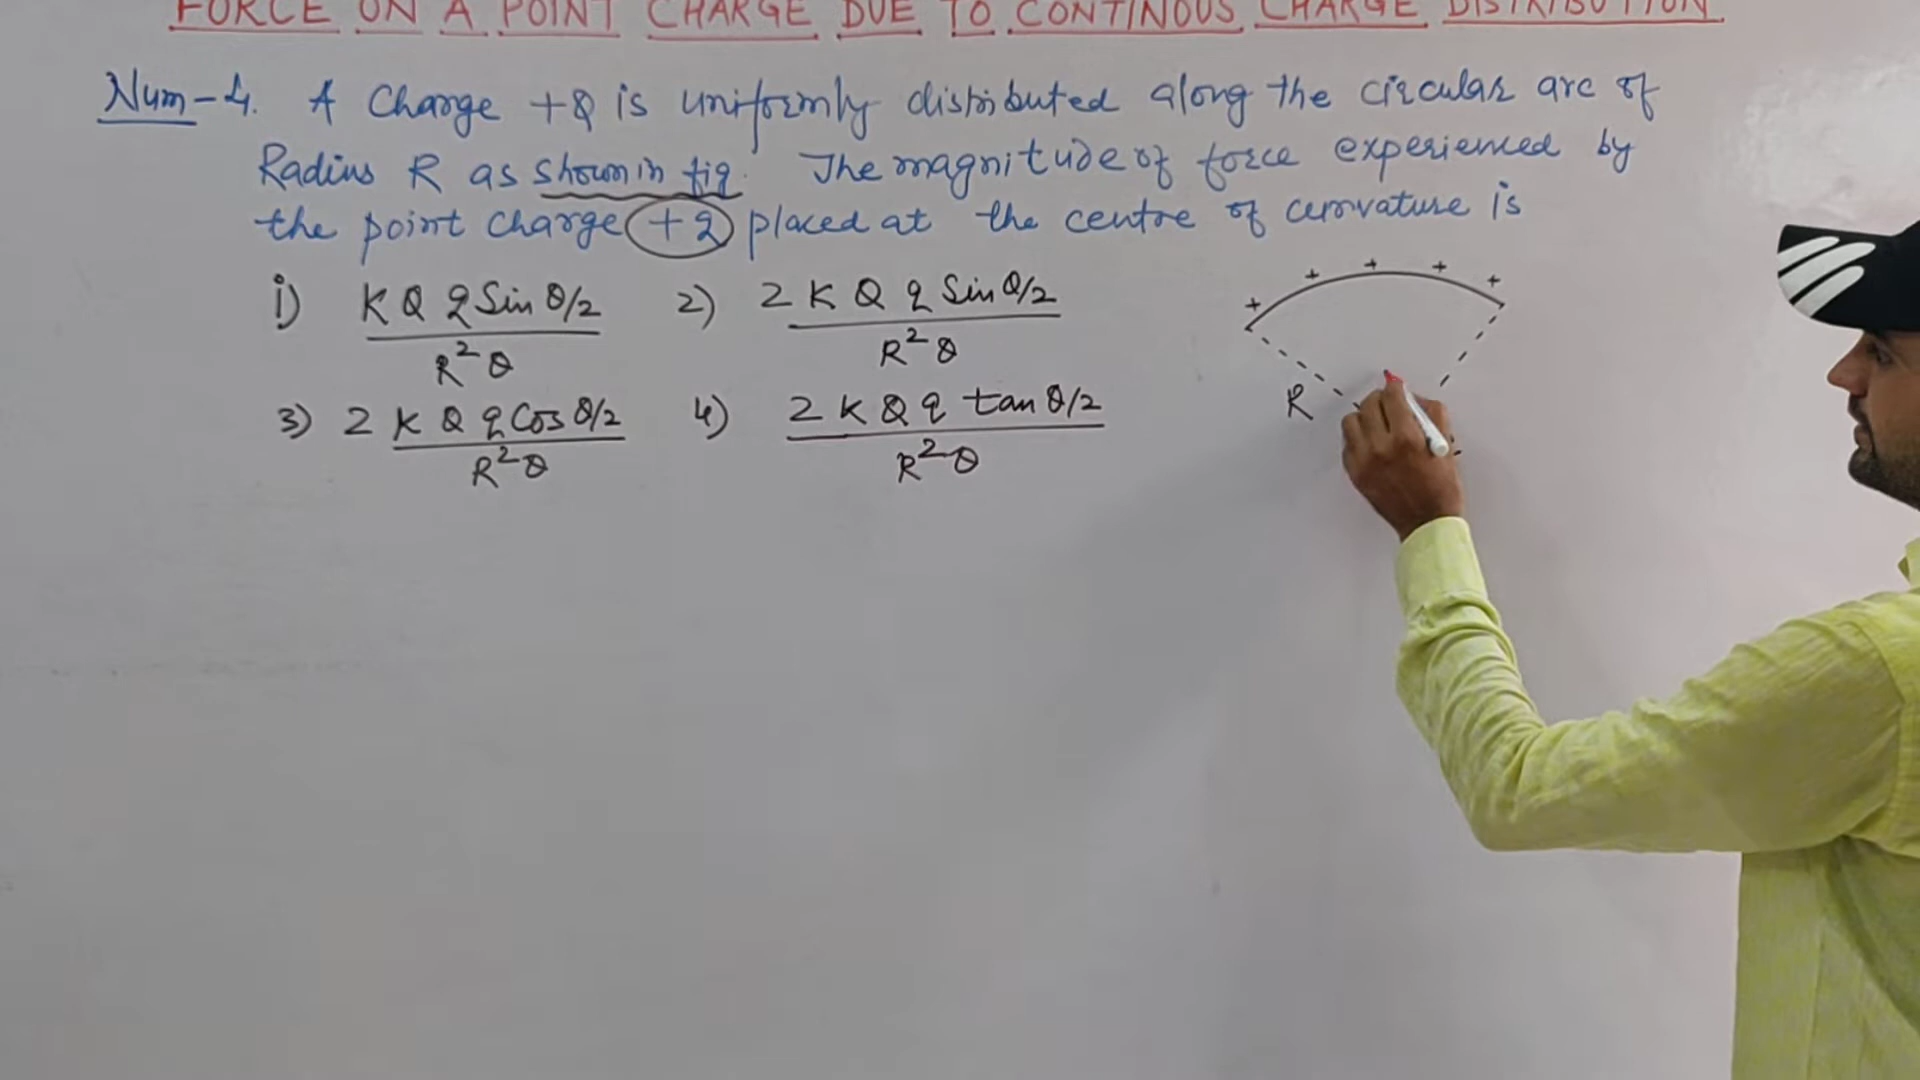 FORCE ON A POINT CHARGE DUE TO CONTINOUS CHARGE DISTRIBUTION
Num-4. A Charge +Q is uniformly distributed along the circular arc of
Radius R as shown in fig. The magnitude of force experienced by
the point charge +q placed at the centre of curvature is
1) KQq Sin θ/2 / R²θ 2) 2KQq Sin θ/2 / R²θ
3) 2KQq Cos θ/2 / R²θ 4) 2KQq tan θ/2 / R²θ
+ + + + +
R